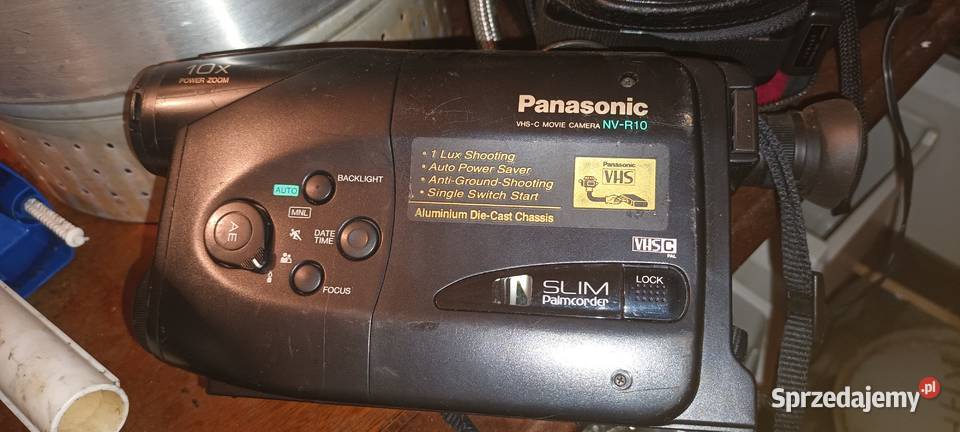 10x
POWER ZOOM
Panasonic
VHS-C MOVIE CAMERA NV-R10
• 1 Lux Shooting
• Auto Power Saver
• Anti-Ground-Shooting
• Single Switch Start
Aluminium Die-Cast Chassis
Panasonic
VHS
AUTO
BACKLIGHT
MNL
AE
DATE
TIME
FOCUS
VHS C
PAL
SLIM
Palmcorder
LOCK
Sprzedajemy.pl